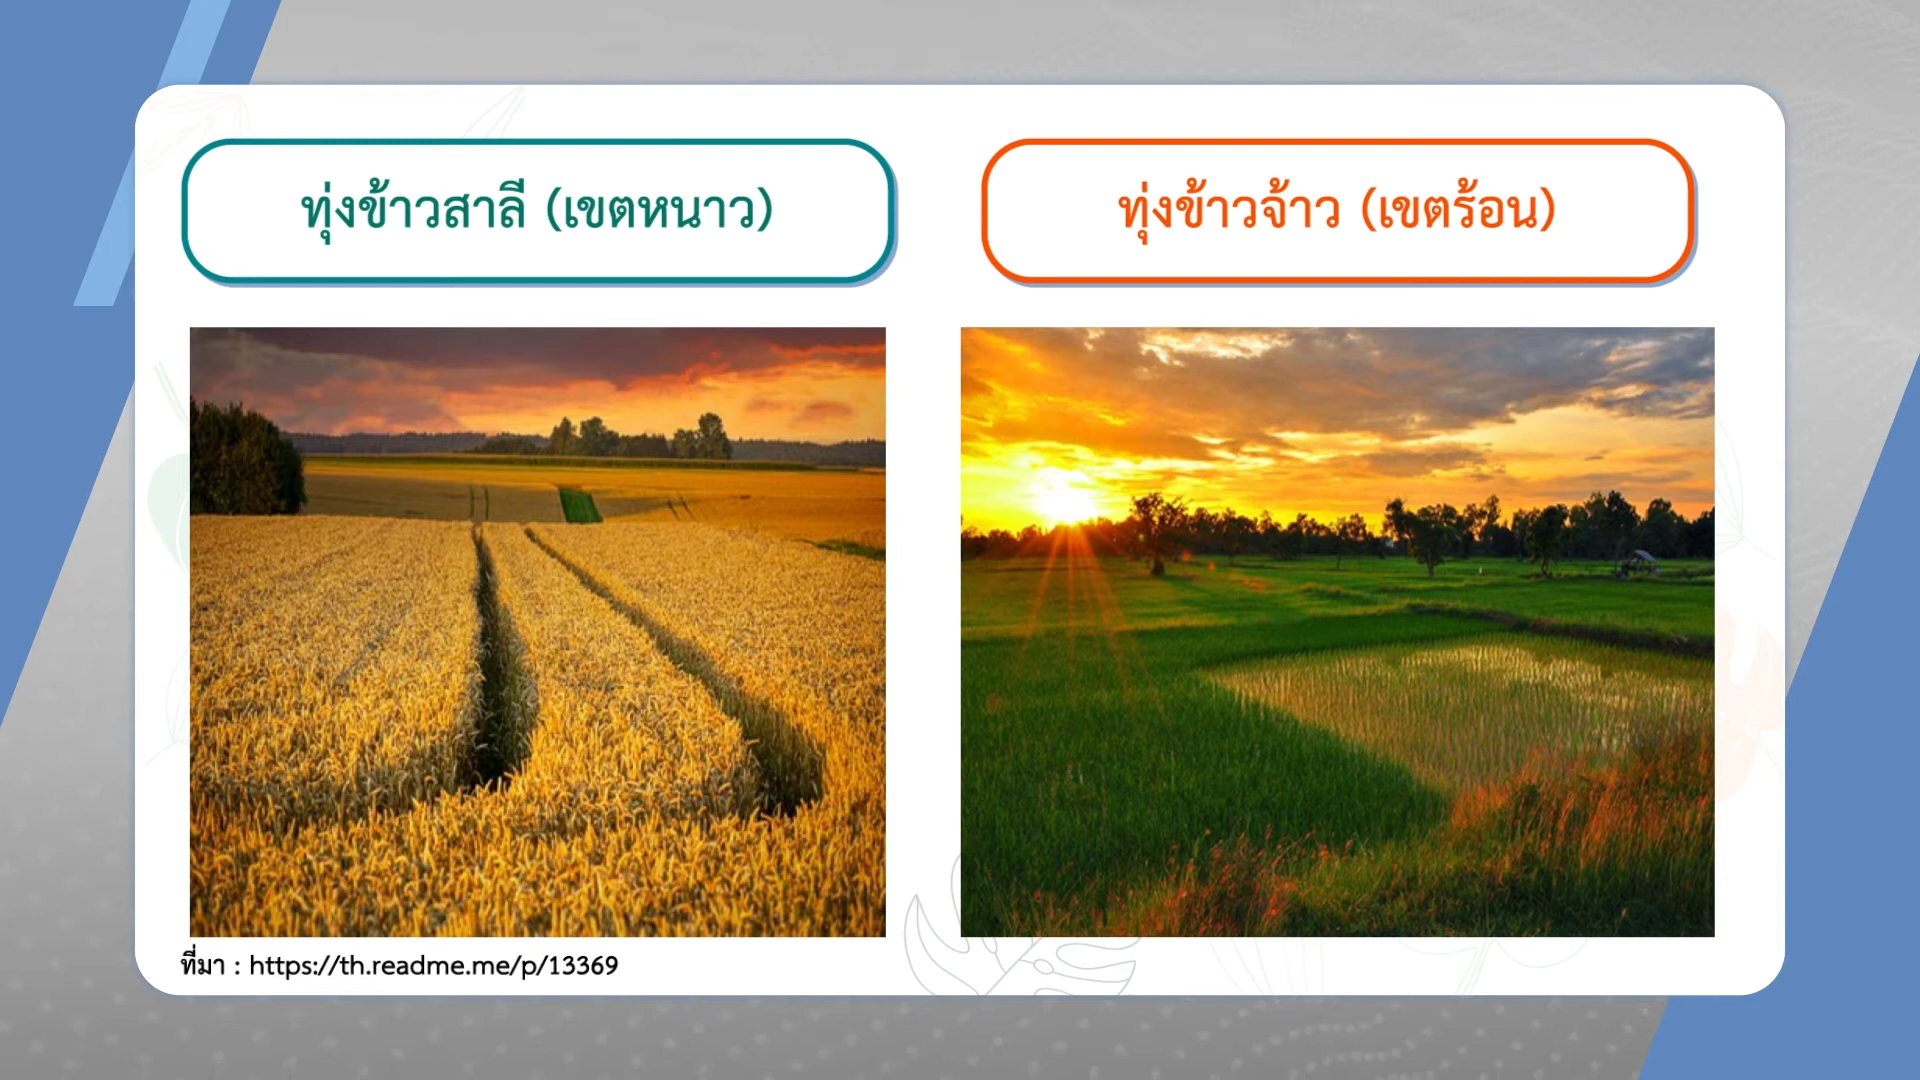 ทุ่งข้าวสาลี (เขตหนาว)
ทุ่งข้าวจ้าว (เขตร้อน)
ที่มา : https://th.readme.me/p/13369